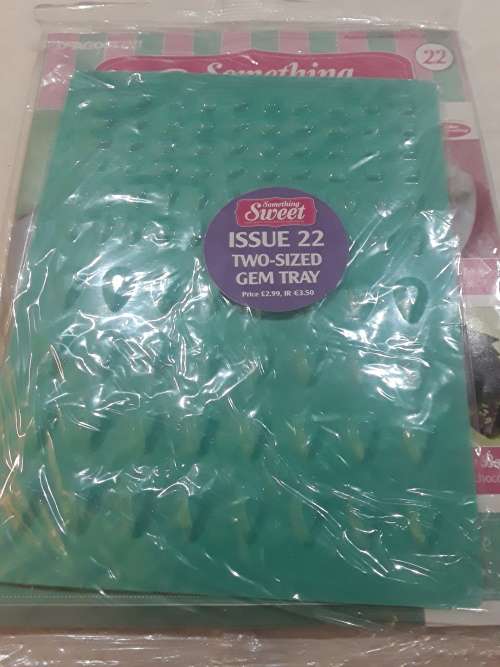 Something
22
Something
Sweet
ISSUE 22
TWO-SIZED
GEM TRAY
Price £2.99, IR €3.50